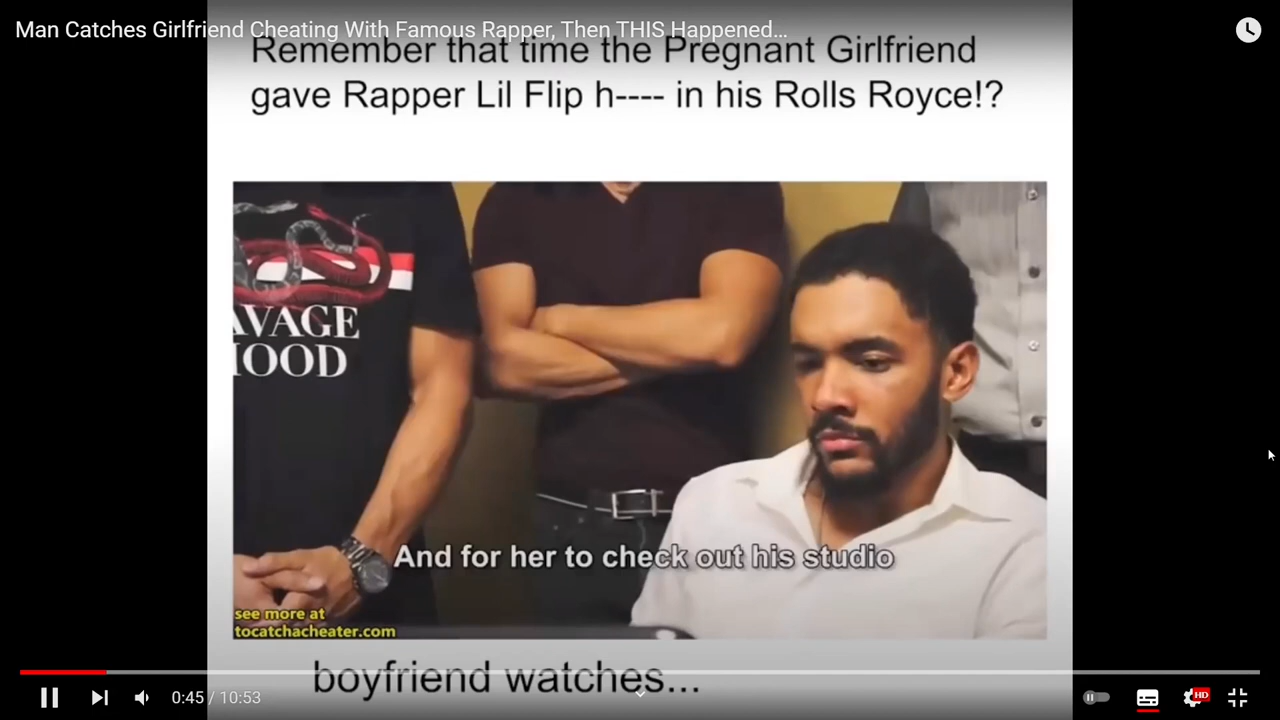 Man Catches Girlfriend Cheating With Famous Rapper, Then THIS Happened...
Remember that time the Pregnant Girlfriend
gave Rapper Lil Flip h---- in his Rolls Royce!?
AVAGE
HOOD
And for her to check out his studio
see more at
tocatchacheater.com
boyfriend watches...
0:45 / 10:53
HD